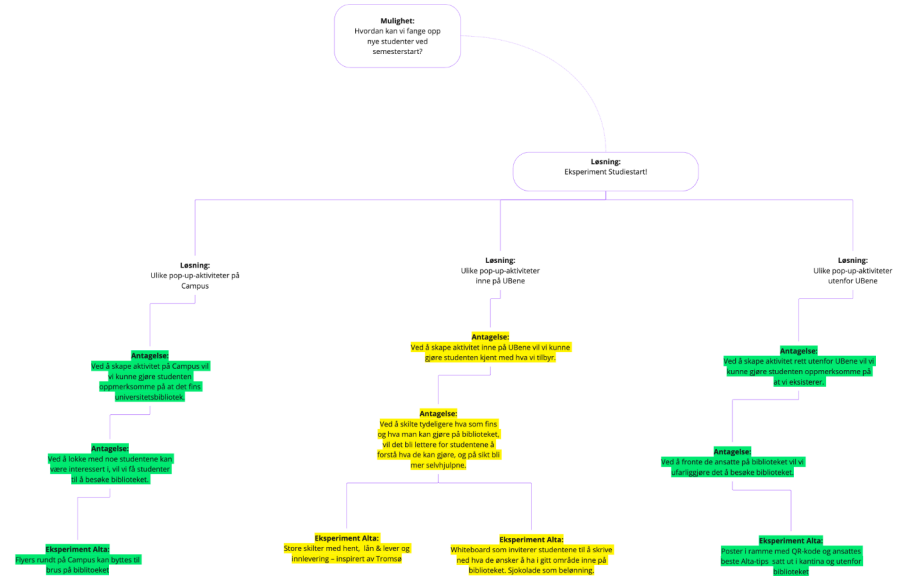 Mulighet:
Hvordan kan vi fange opp
nye studenter ved
semesterstart?
Løsning:
Eksperiment Studiestart!
Løsning:
Ulike pop-up-aktiviteter på
Campus
Løsning:
Ulike pop-up-aktiviteter
inne på UBene
Løsning:
Ulike pop-up-aktiviteter
utenfor UBene
Antagelse:
Ved å skape aktivitet på Campus vil
vi kunne gjøre studenten
oppmerksomme på at det fins
universitetsbibliotek.
Antagelse:
Ved å skape aktivitet inne på UBene vil vi kunne
gjøre studenten kjent med hva vi tilbyr.
Antagelse:
Ved å skape aktivitet rett utenfor UBene vil vi
kunne gjøre studenten oppmerksomme på
at vi eksisterer.
Antagelse:
Ved å lokke med noe studentene kan
være interessert i, vil vi få studenter
til å besøke biblioteket.
Antagelse:
Ved å skilte tydeligere hva som fins
og hva man kan gjøre på biblioteket,
vil det bli lettere for studentene å
forstå hva de kan gjøre, og på sikt bli
mer selvhjulpne.
Antagelse:
Ved å fronte de ansatte på biblioteket vil vi
ufarliggjøre det å besøke biblioteket.
Eksperiment Alta:
Flyers rundt på Campus kan byttes til
brus på biblitoeket
Eksperiment Alta:
Store skilter med hent, lån & lever og
innlevering – inspirert av Tromsø
Eksperiment Alta:
Whiteboard som inviterer studentene til å skrive
ned hva de ønsker å ha i gitt område inne på
biblioteket. Sjokolade som belønning.
Eksperiment Alta:
Poster i ramme med QR-kode og ansattes
beste Alta-tips satt ut i kantina og utenfor
biblioteket